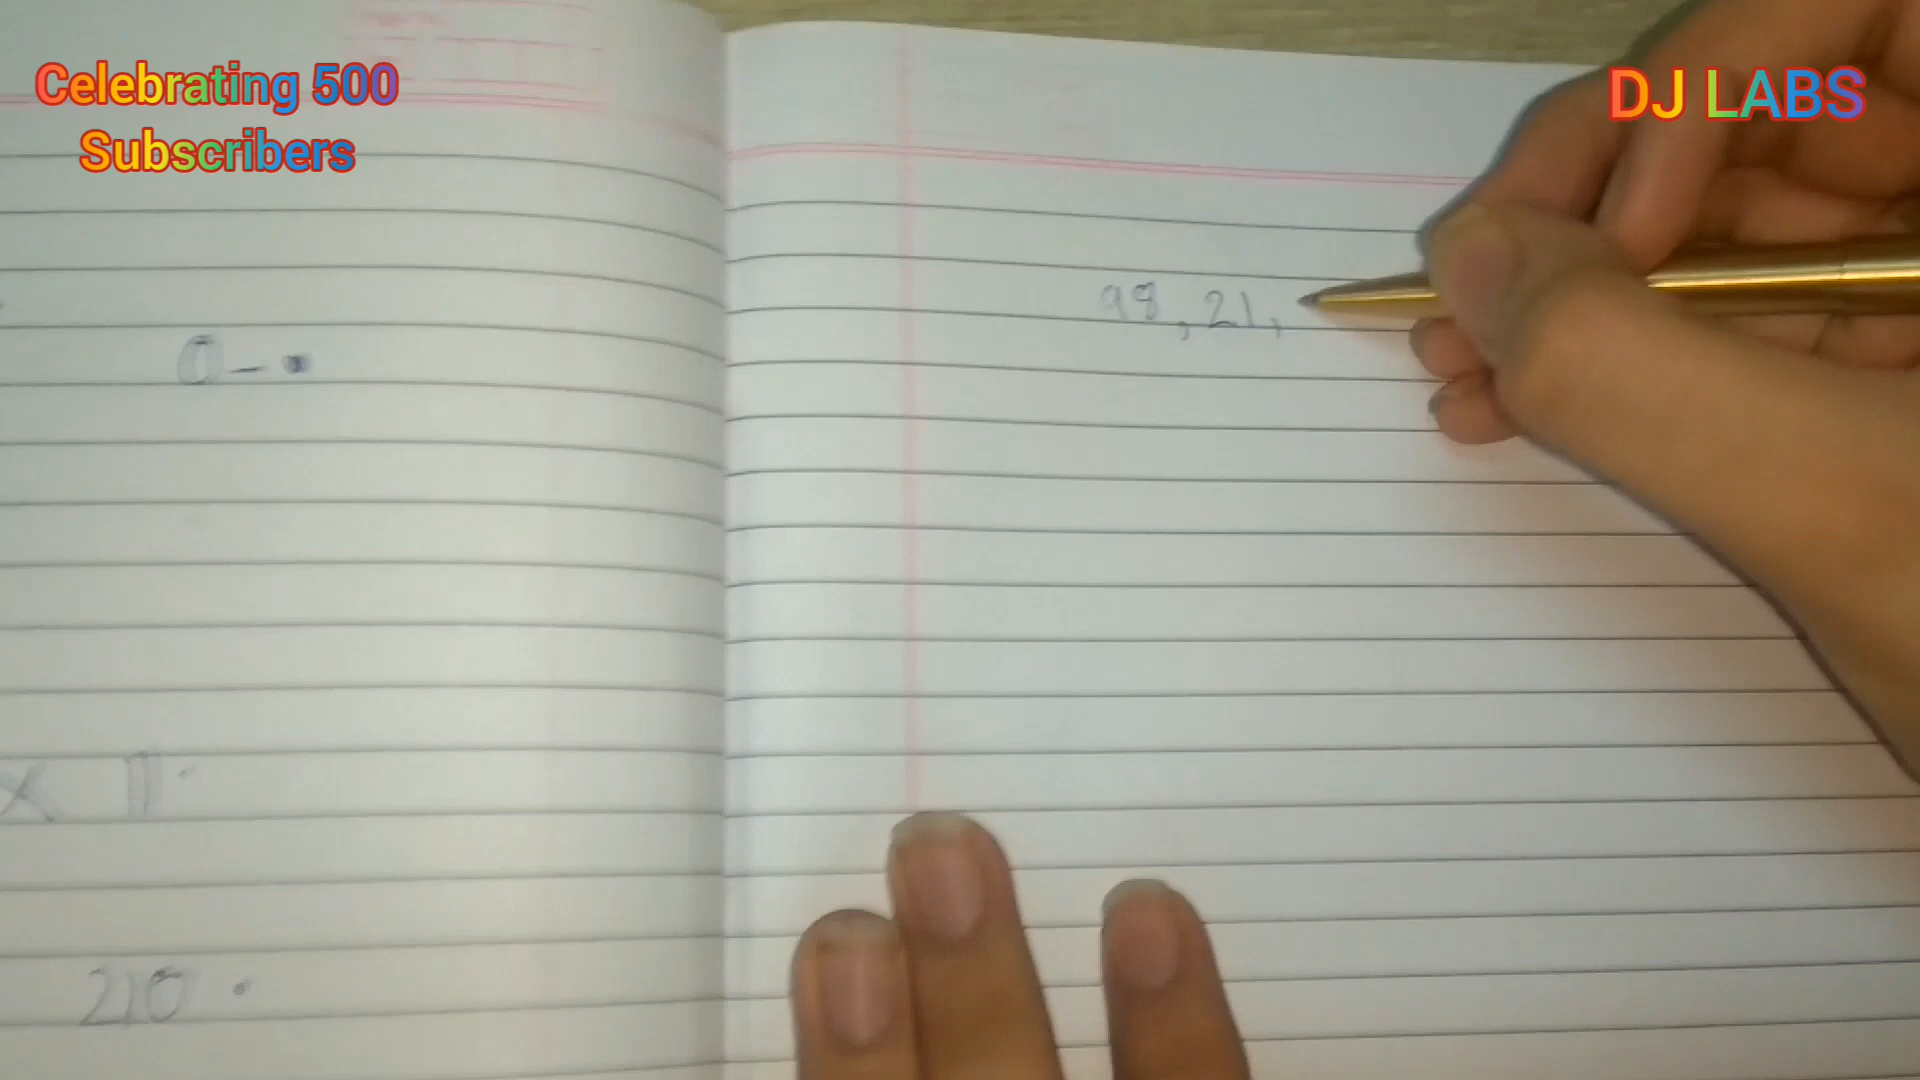 Celebrating 500
Subscribers
DJ LABS
0-.
x 11.
210.
98, 21,